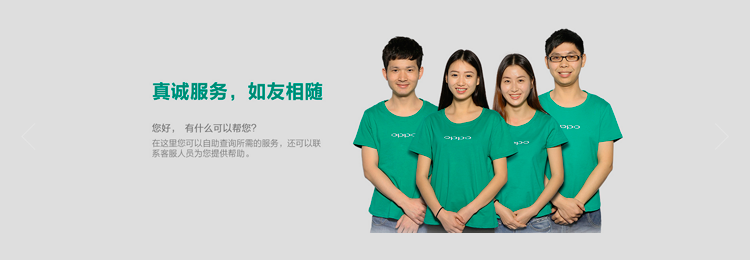 真诚服务，如友相随
您好， 有什么可以帮您？
在这里您可以自助查询所需的服务，还可以联
系客服人员为您提供帮助。
oppo
oppo
oppo
oppo